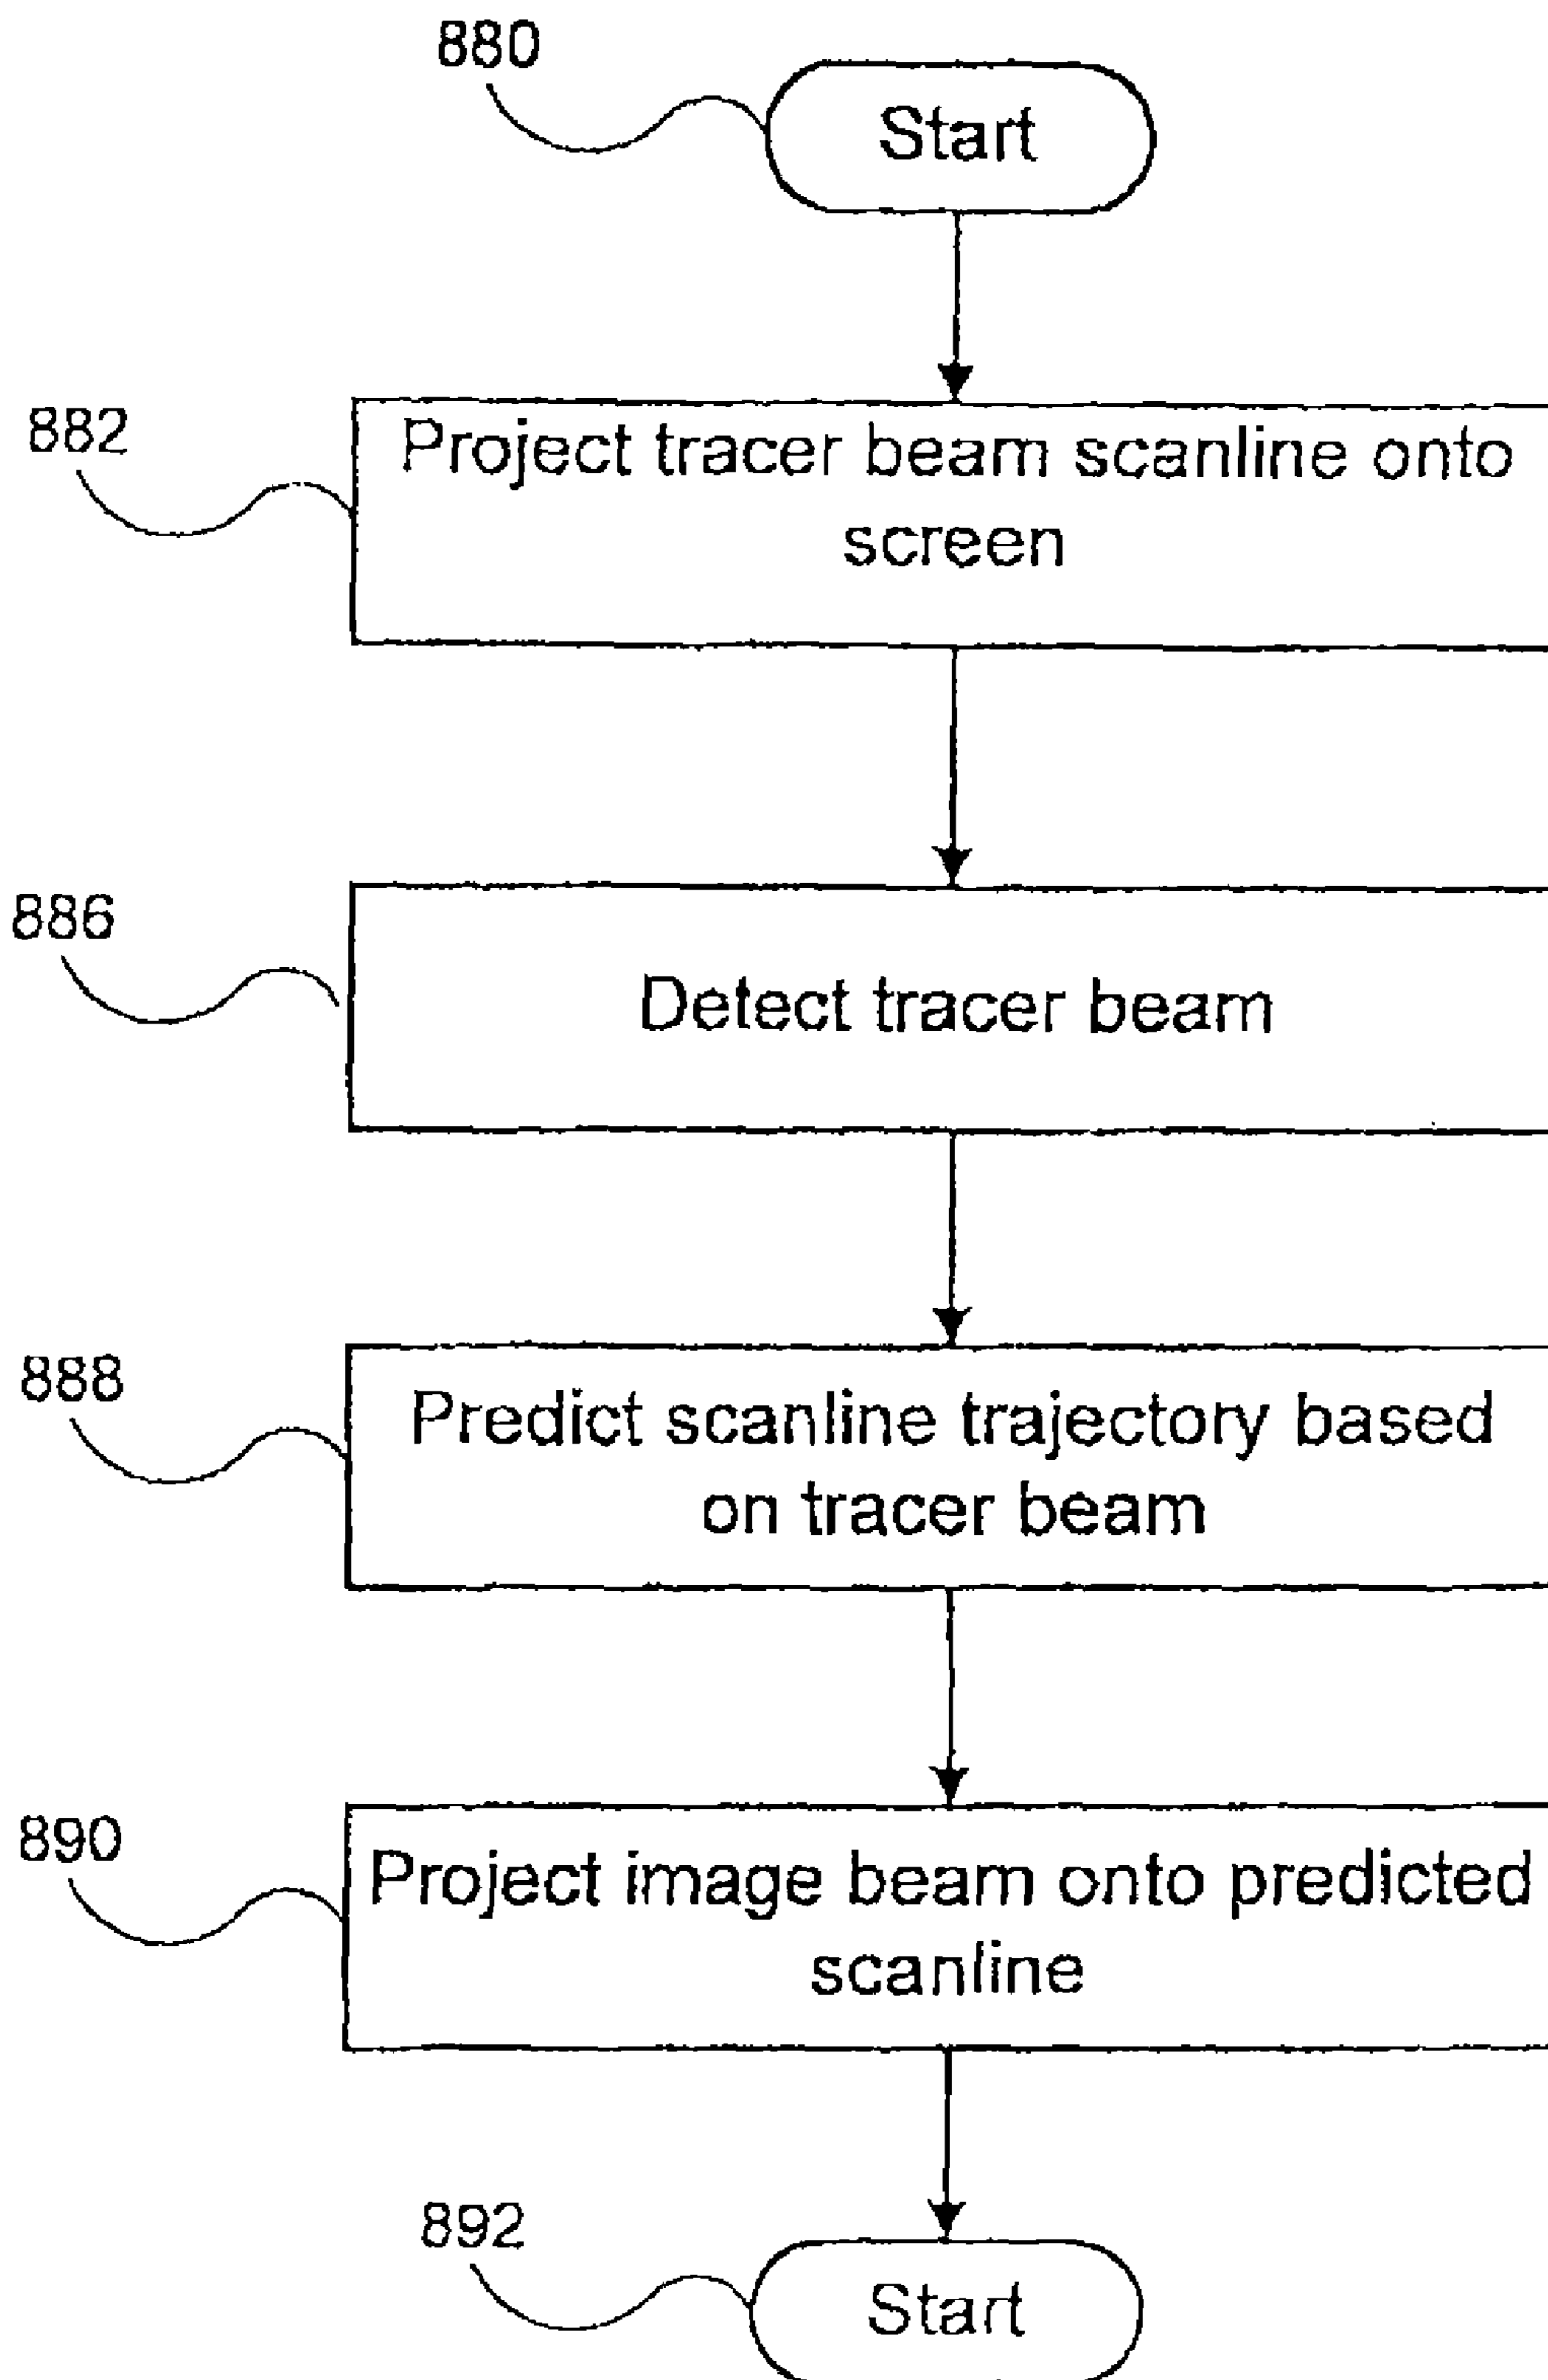 880
Start
882
Project tracer beam scanline onto
screen
886
Detect tracer beam
888
Predict scanline trajectory based
on tracer beam
890
Project image beam onto predicted
scanline
892
Start